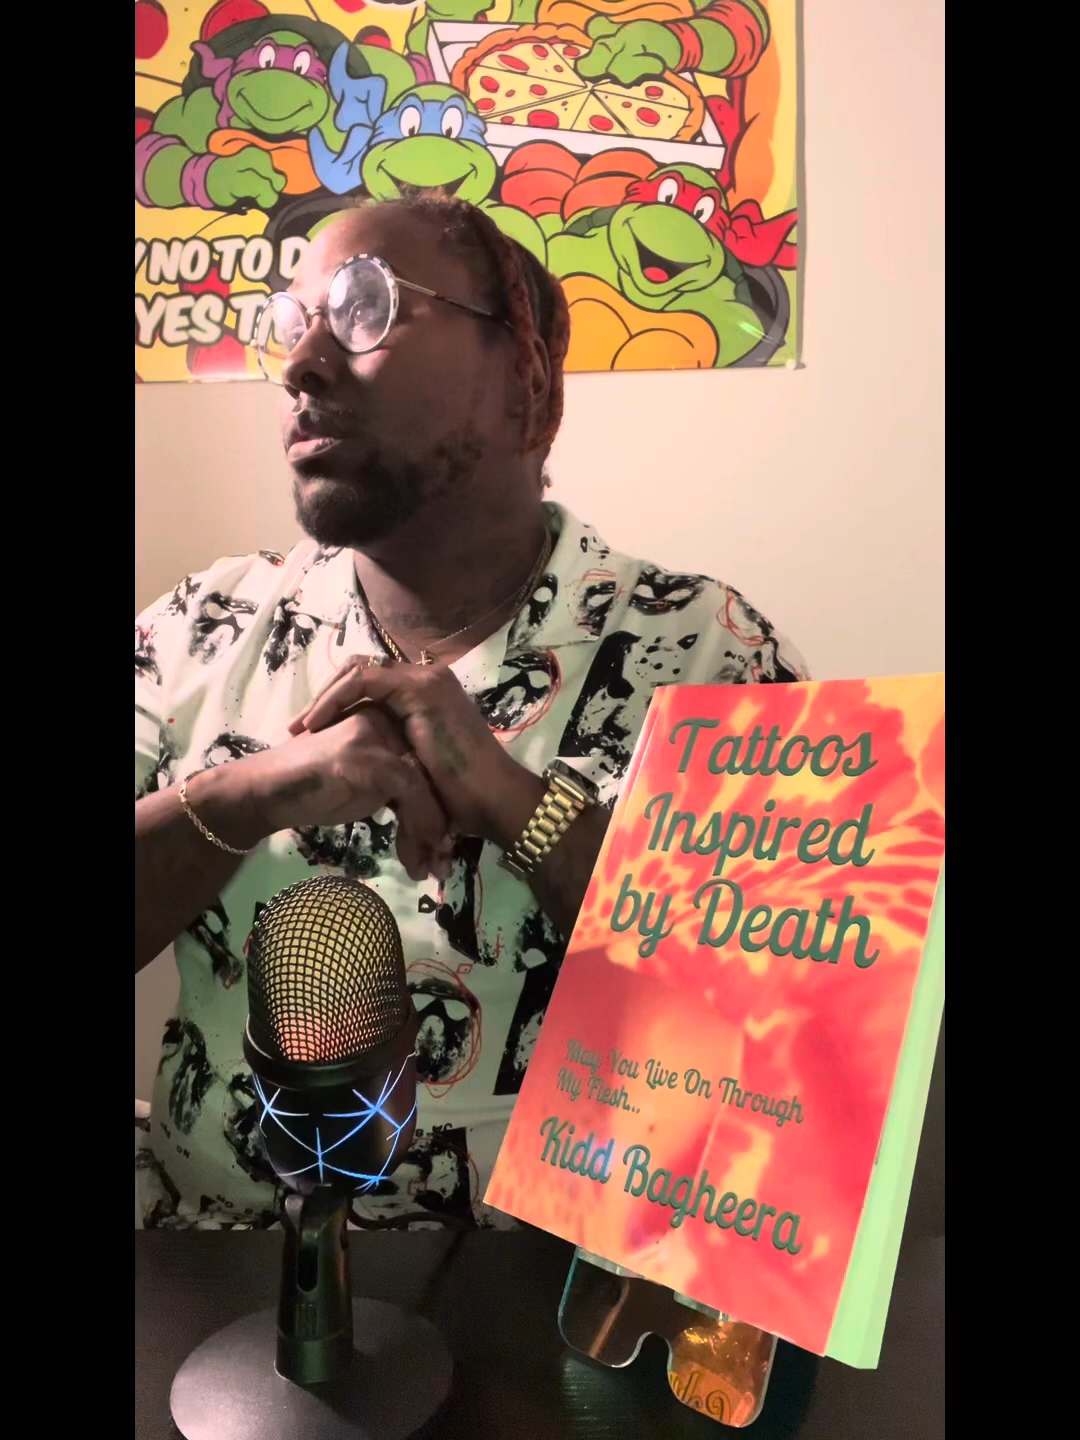 Y NO TO D
YES T
Tattoos
Inspired
by Death
May You Live On Through
My Flesh...
Kidd Bagheera